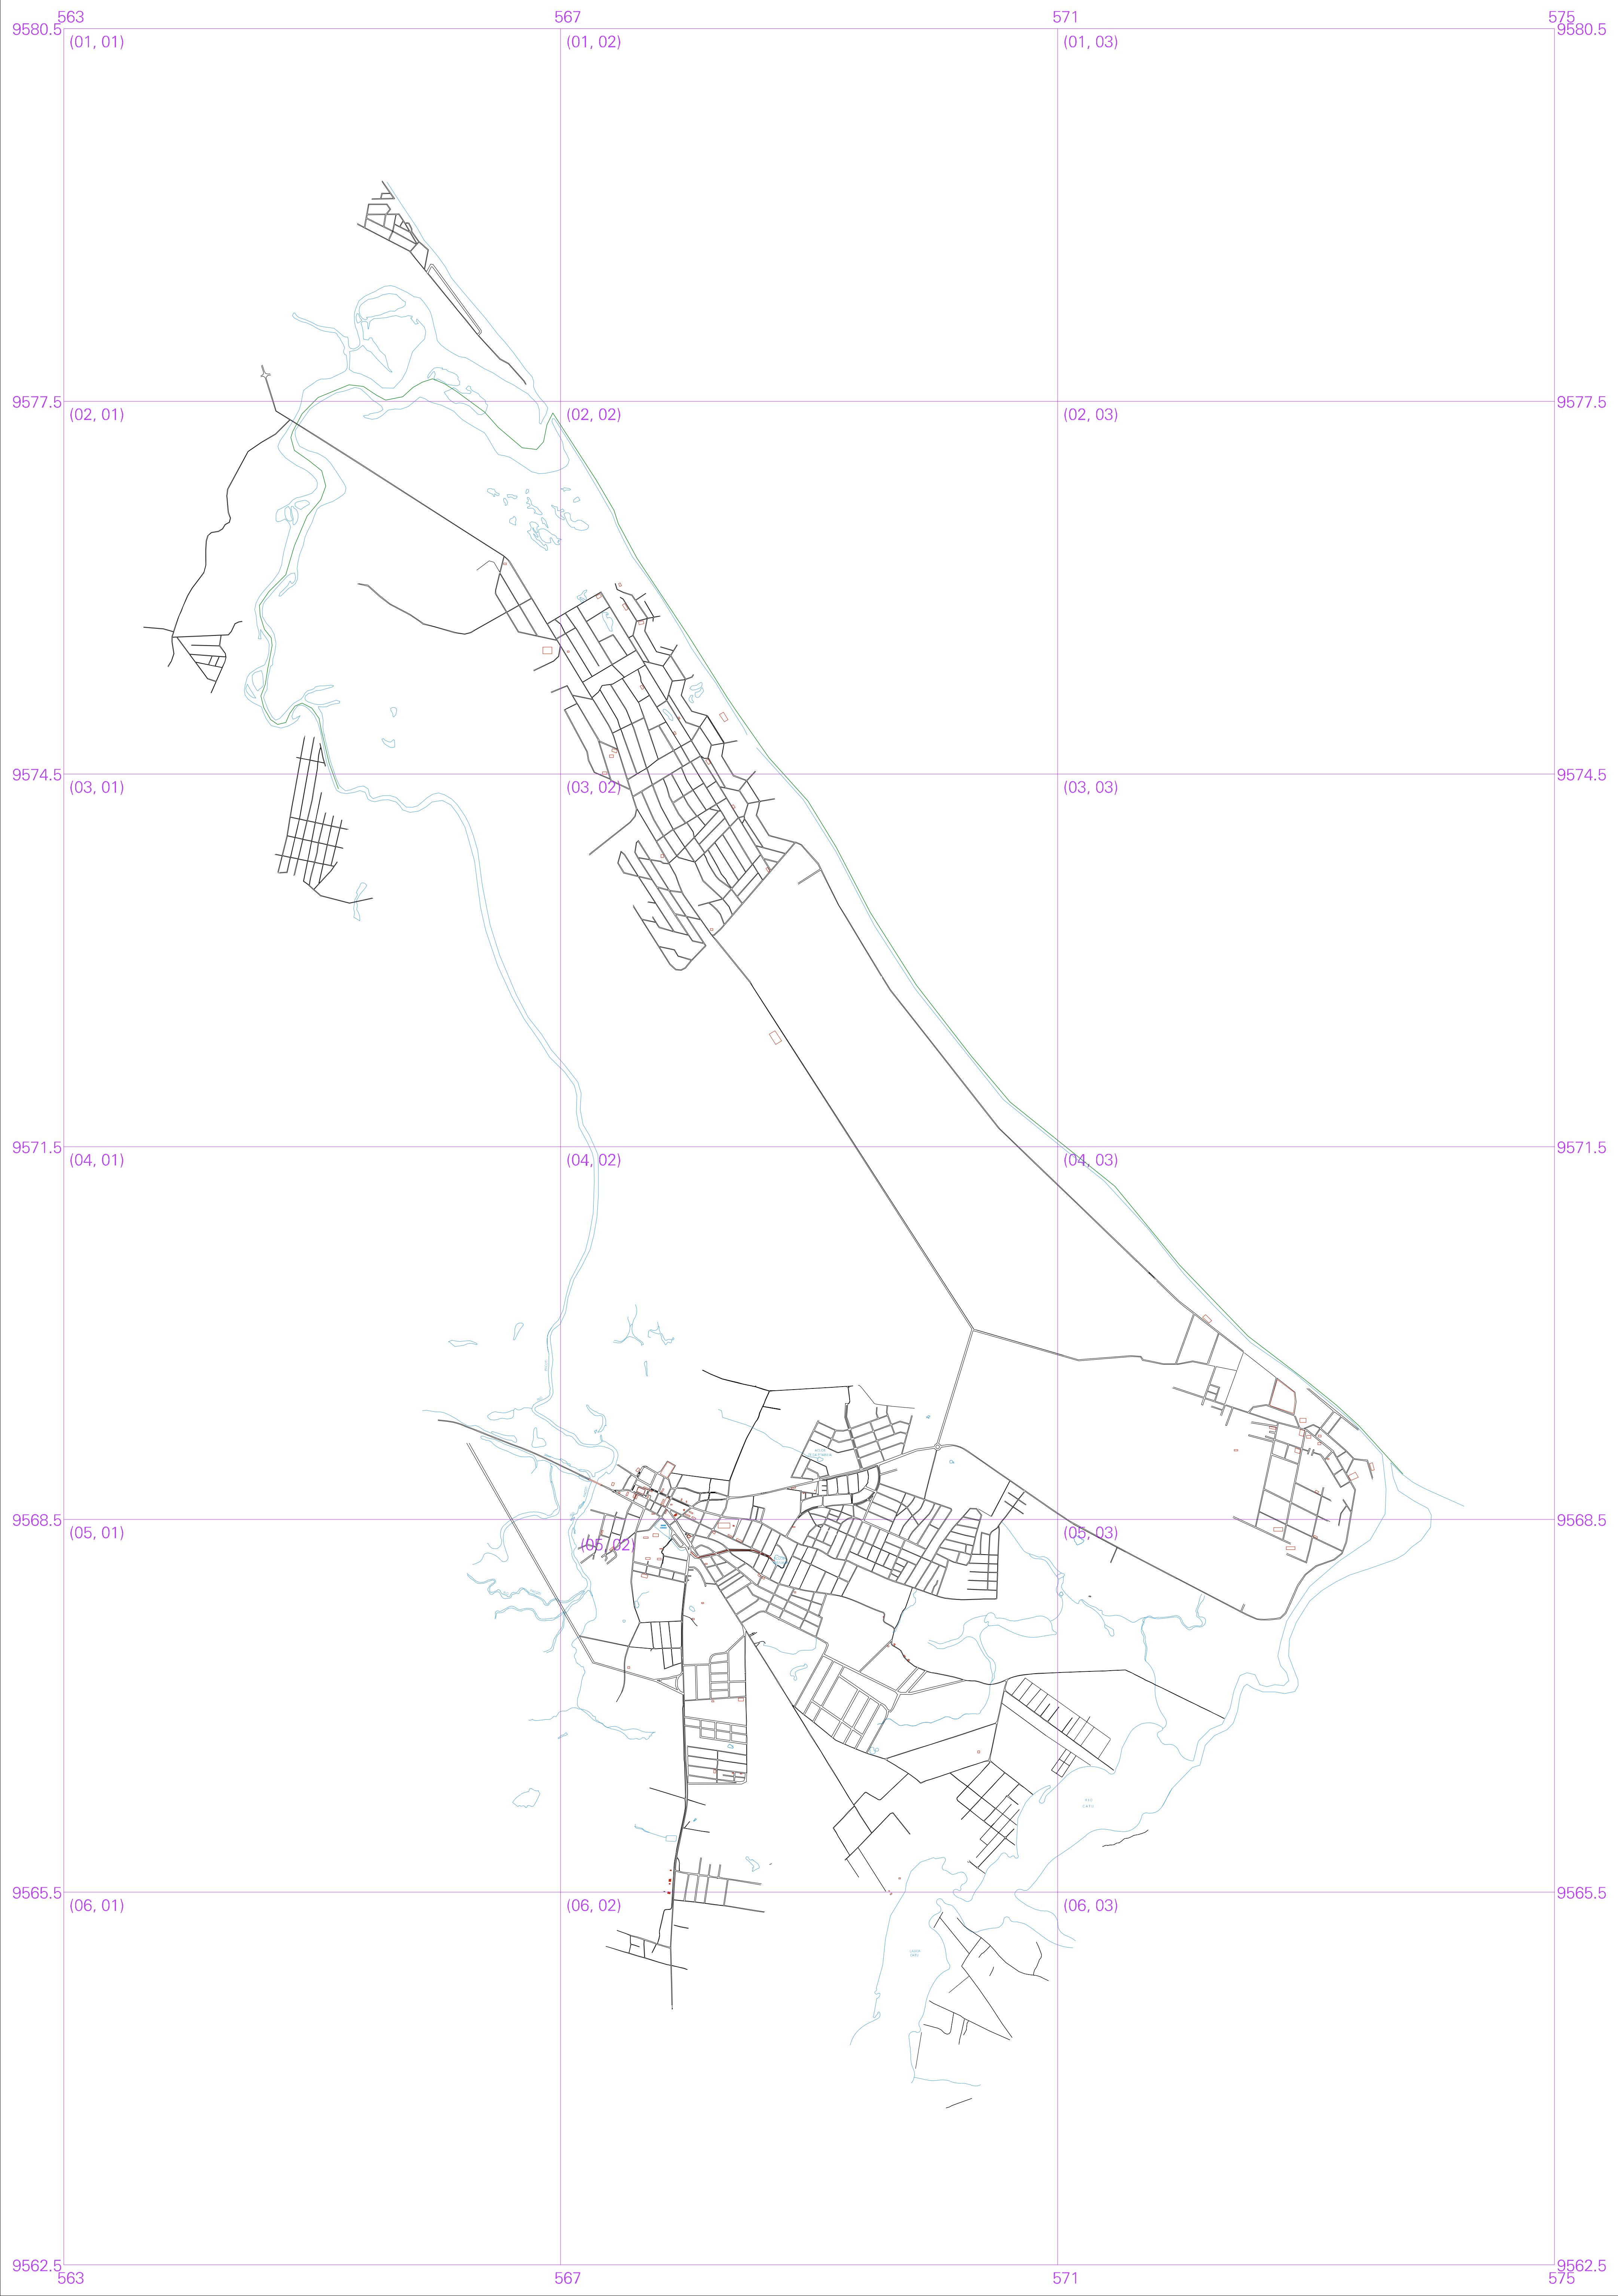 563 567 571 575
9580.5 9580.5
(01, 01) (01, 02) (01, 03)
9577.5 9577.5
(02, 01) (02, 02) (02, 03)
9574.5 9574.5
(03, 01) (03, 02) (03, 03)
9571.5 9571.5
(04, 01) (04, 02) (04, 03)
9568.5 9568.5
(05, 01) (05, 03)
(05, 02)
9565.5 9565.5
(06, 01) (06, 02) (06, 03)
9562.5 9562.5
563 567 571 575